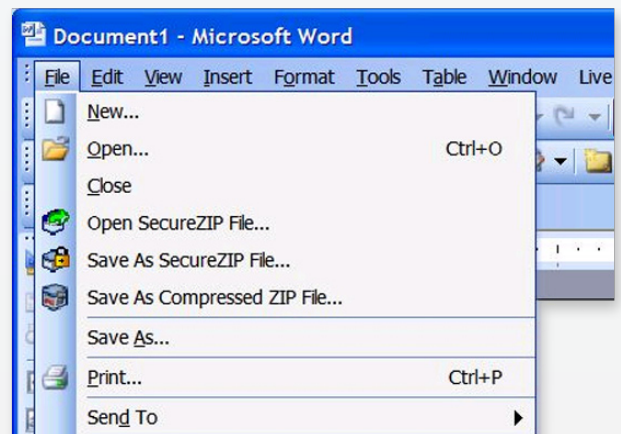 Document1 - Microsoft Word
File Edit View Insert Format Tools Table Window Live
New...
Open... Ctrl+O
Close
Open SecureZIP File...
Save As SecureZIP File...
Save As Compressed ZIP File...
Save As...
Print... Ctrl+P
Send To